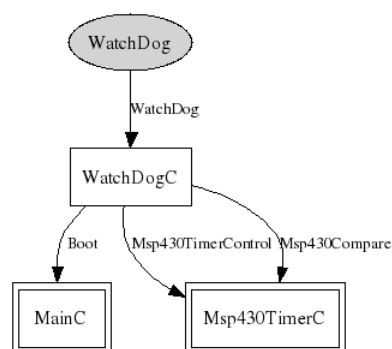 WatchDog
WatchDog
WatchDogC
Boot
Msp430TimerControl
Msp430Compare
MainC
Msp430TimerC